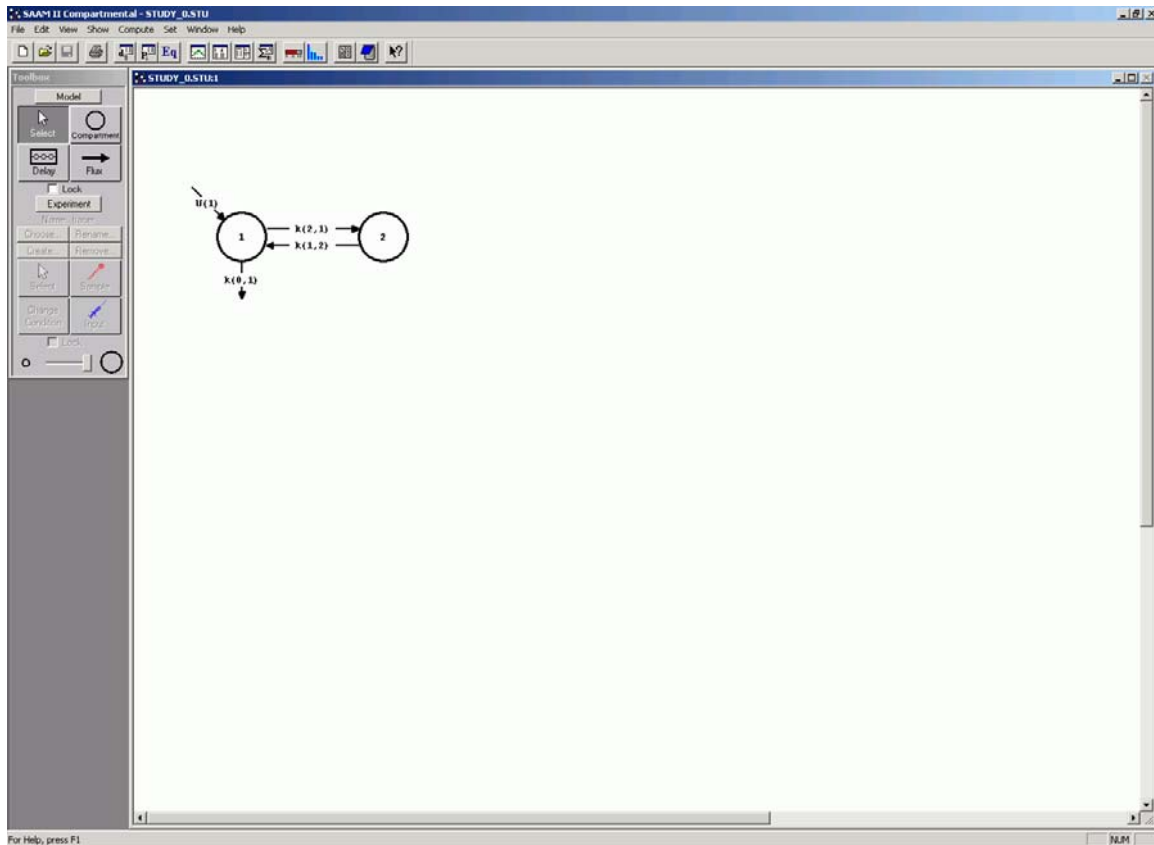 SAAM II Compartmental - STUDY_0.STU
File Edit View Show Compute Set Window Help
Eq
Toolbox
STUDY_0.STU:1
Model
Select Compartment
Delay Flux
Lock
Experiment
Choose... Rename...
Create... Remove...
Select Sample
Change Condition Input
Lock
U(1)
1 k(2,1) 2
k(1,2)
k(0,1)
For Help, press F1
NUM